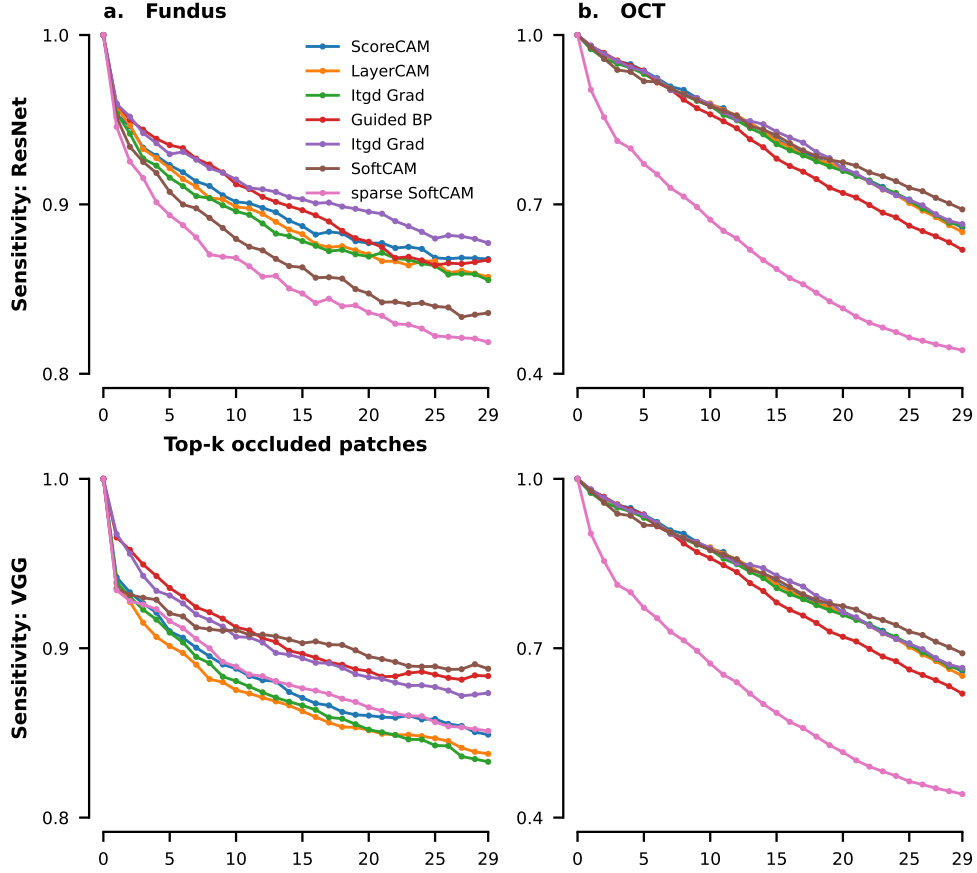 a. Fundus
b. OCT
Sensitivity: ResNet
1.0
0.9
0.8
ScoreCAM
LayerCAM
Itgd Grad
Guided BP
Itgd Grad
SoftCAM
sparse SoftCAM
0 5 10 15 20 25 29
1.0
0.7
0.4
0 5 10 15 20 25 29
Top-k occluded patches
Sensitivity: VGG
1.0
0.9
0.8
0 5 10 15 20 25 29
1.0
0.7
0.4
0 5 10 15 20 25 29